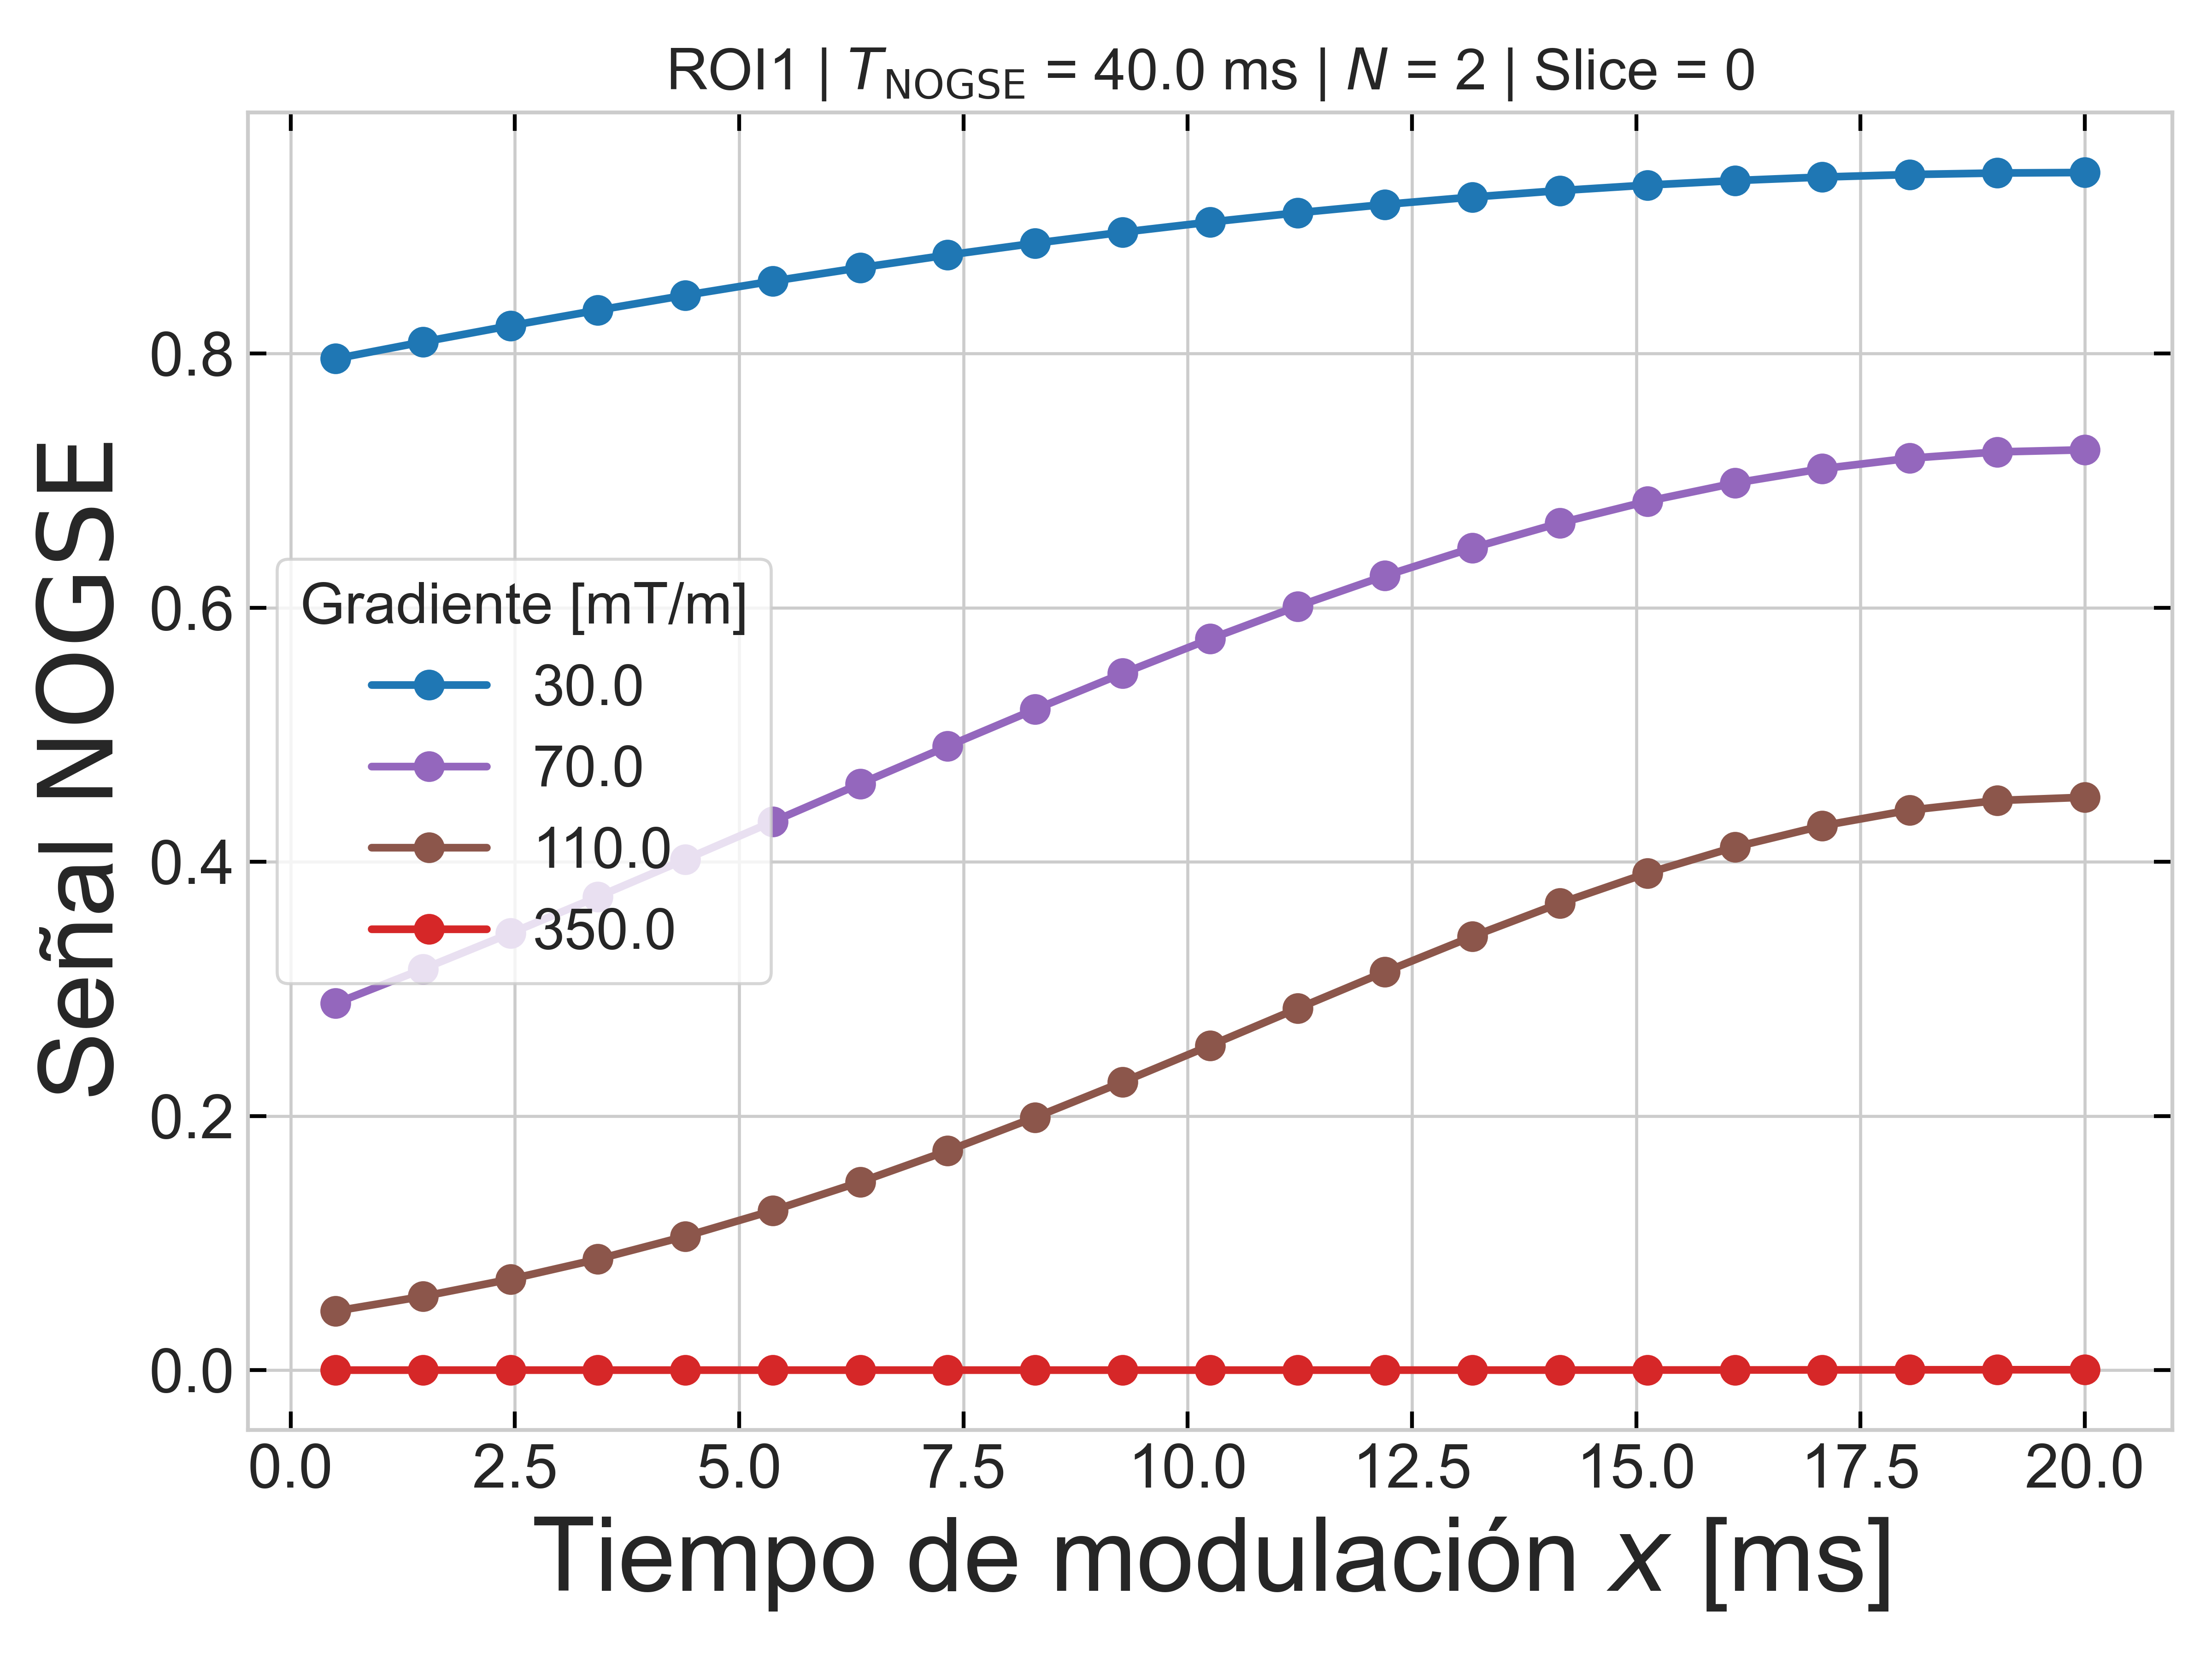 ROI1 | T_NOGSE = 40.0 ms | N = 2 | Slice = 0
Señal NOGSE
0.8
0.6
0.4
0.2
0.0
Gradiente [mT/m]
30.0
70.0
110.0
350.0
0.0 2.5 5.0 7.5 10.0 12.5 15.0 17.5 20.0
Tiempo de modulación x [ms]